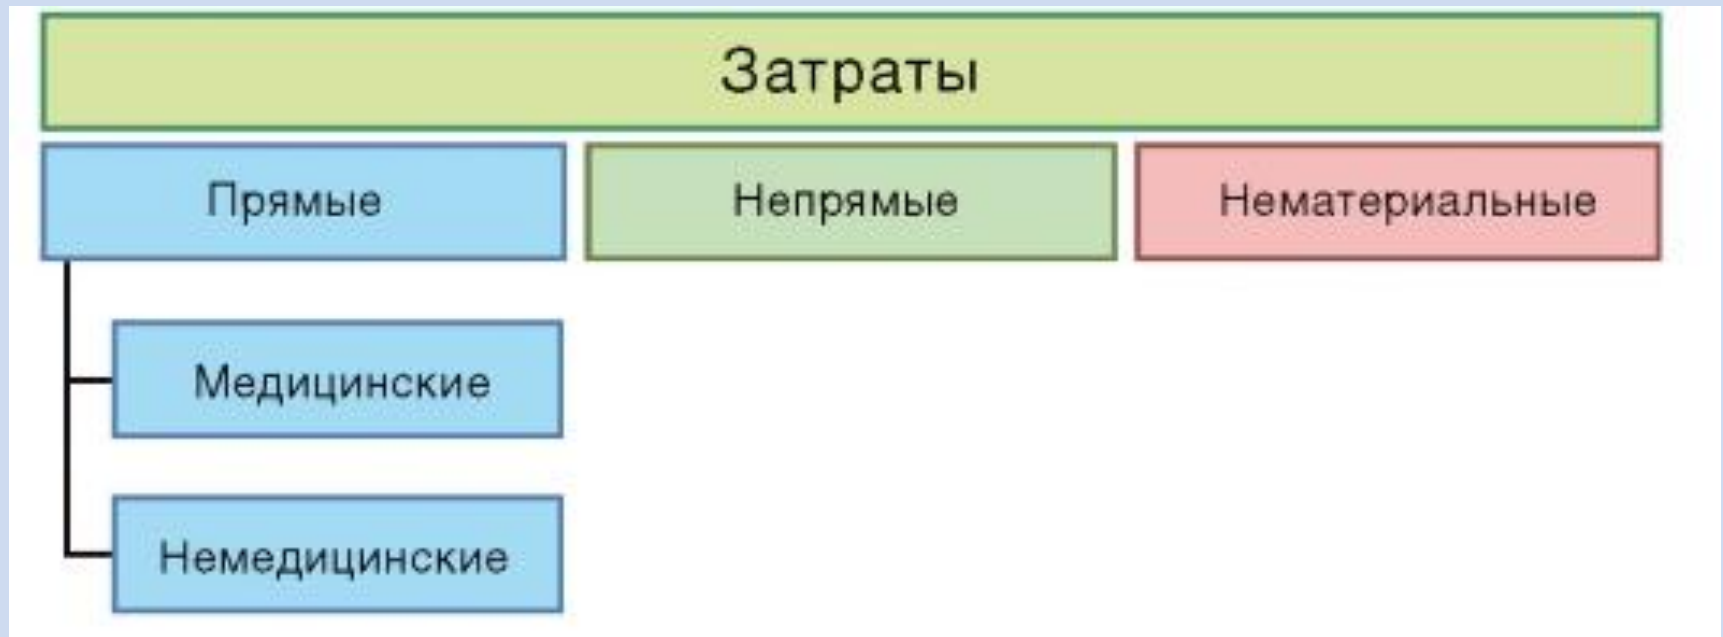 Затраты
Прямые
Непрямые
Нематериальные
Медицинские
Немедицинские